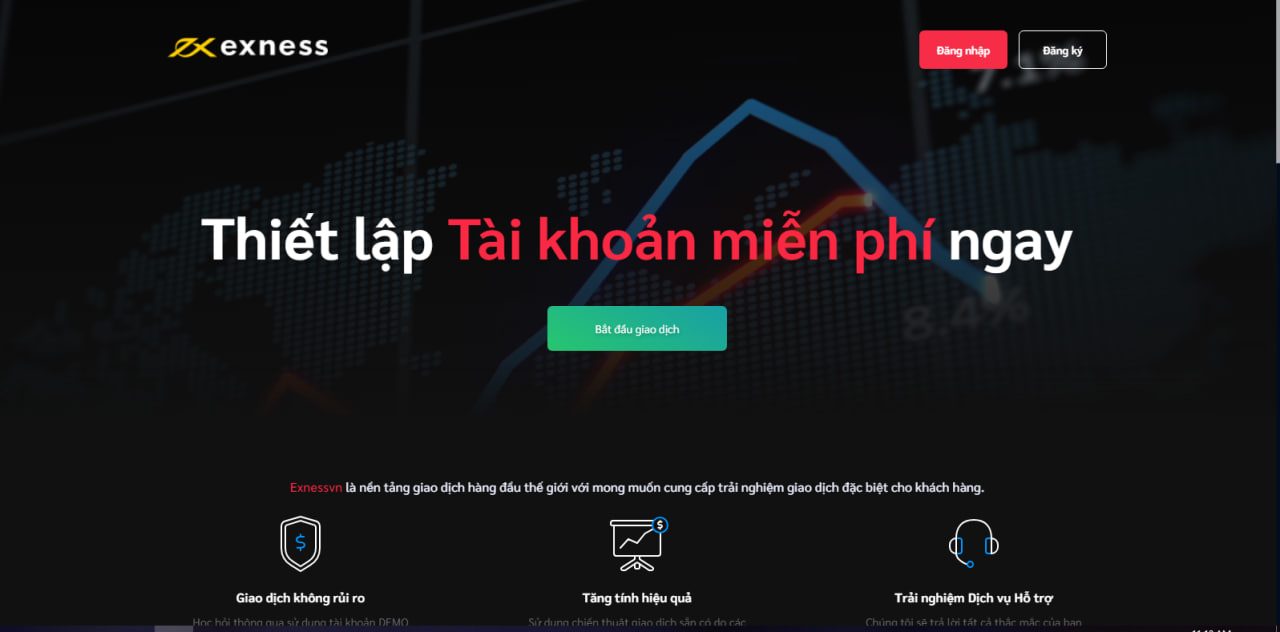 exness
Đăng nhập
Đăng ký
7.1%
Thiết lập Tài khoản miễn phí ngay
8.4%
Bắt đầu giao dịch
Exnessvn là nền tảng giao dịch hàng đầu thế giới với mong muốn cung cấp trải nghiệm giao dịch đặc biệt cho khách hàng.
Giao dịch không rủi ro
Tăng tính hiệu quả
Trải nghiệm Dịch vụ Hỗ trợ
Học hỏi thông qua sử dụng tài khoản DEMO
Sử dụng chiến thuật giao dịch sẵn có do các
Chúng tôi sẽ trả lời tất cả thắc mắc của bạn